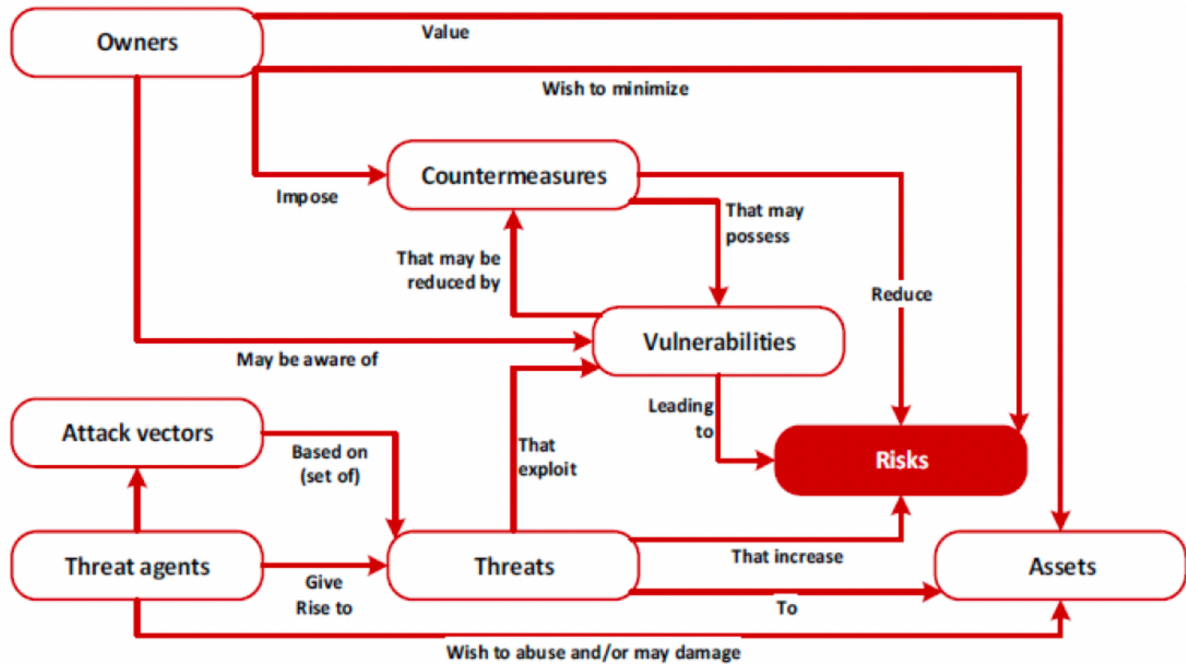 Owners
Value
Wish to minimize
Countermeasures
Impose
That may
possess
That may be
reduced by
Reduce
Vulnerabilities
May be aware of
Leading
to
Attack vectors
Based on
(set of)
That
exploit
Risks
Threat agents
Give
Rise to
Threats
That increase
To
Assets
Wish to abuse and/or may damage